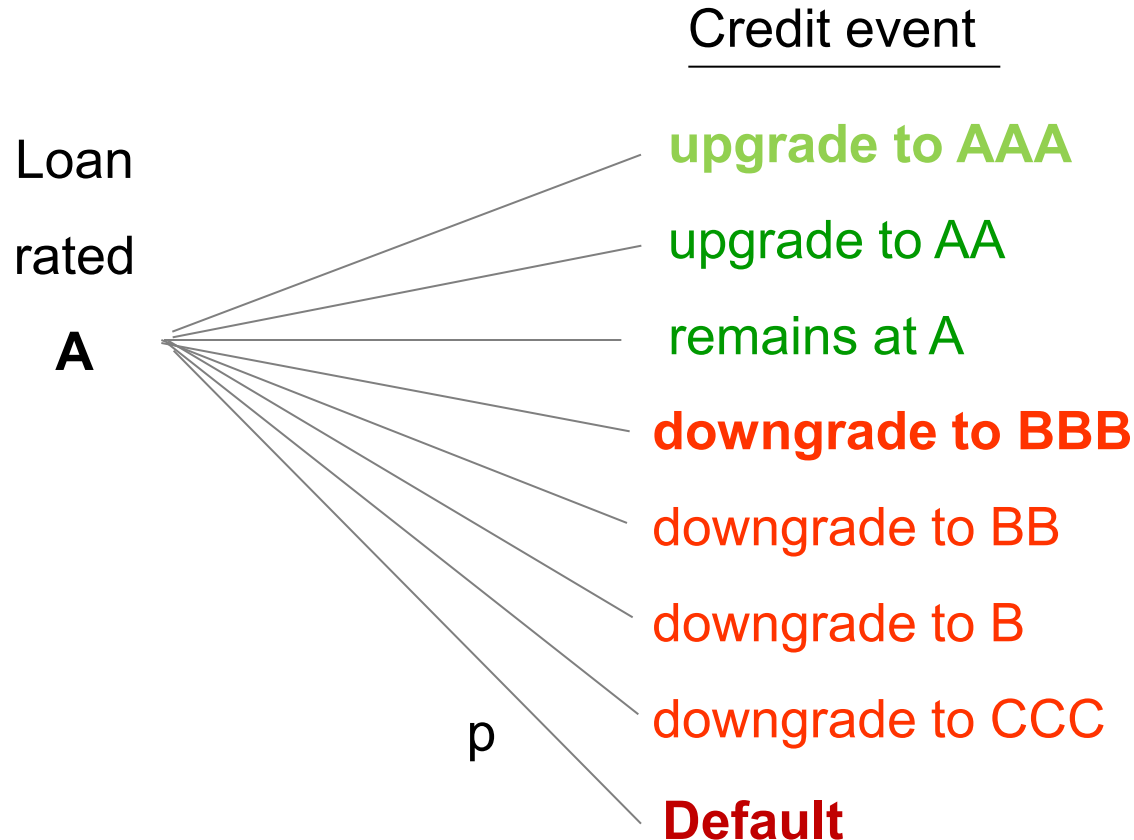 Credit event
Loan
rated
A
upgrade to AAA
upgrade to AA
remains at A
downgrade to BBB
downgrade to BB
downgrade to B
downgrade to CCC
p
Default